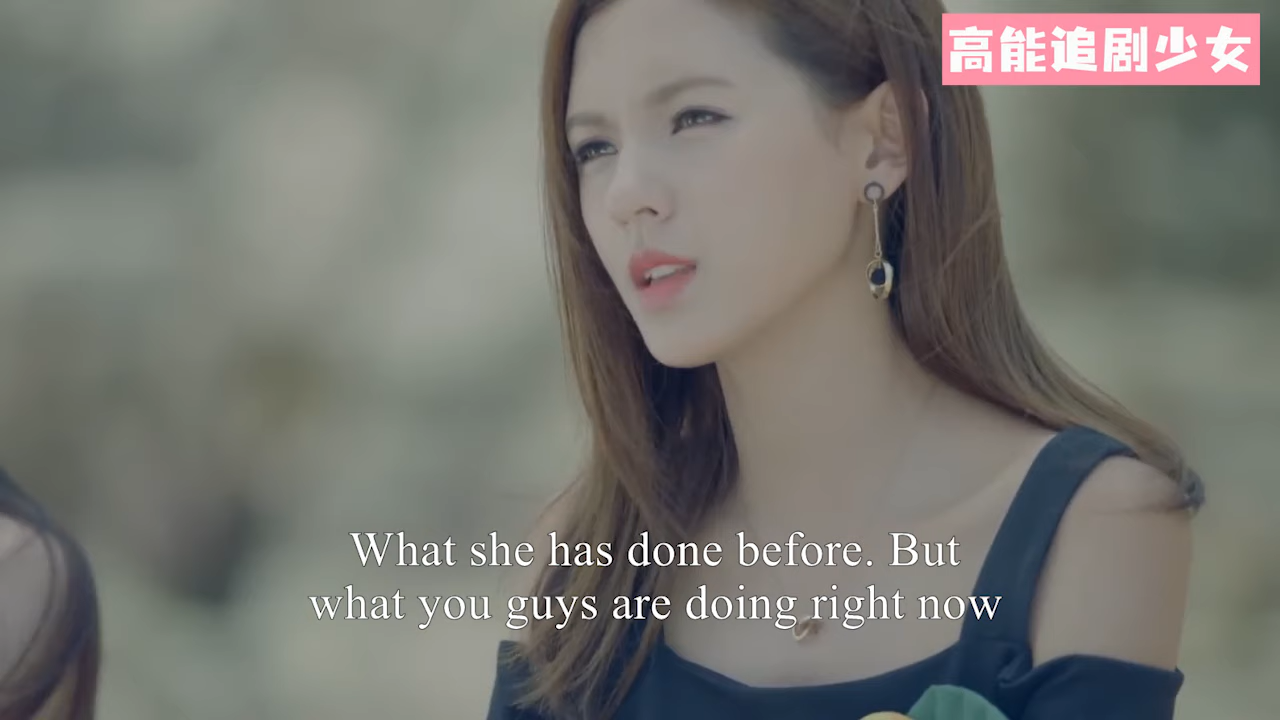 高能追剧少女
What she has done before. But
what you guys are doing right now